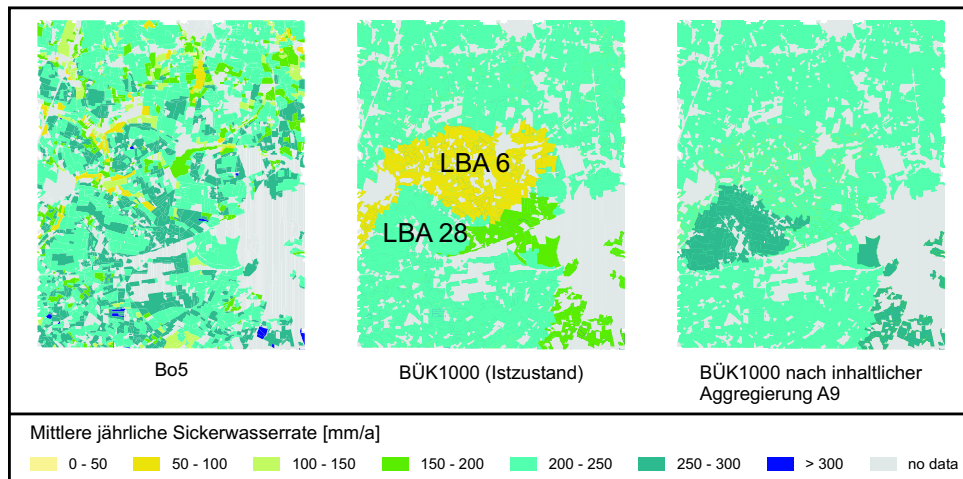 LBA 6
LBA 28
Bo5
BÜK1000 (Istzustand)
BÜK1000 nach inhaltlicher
Aggregierung A9
Mittlere jährliche Sickerwasserrate [mm/a]
0 - 50
50 - 100
100 - 150
150 - 200
200 - 250
250 - 300
> 300
no data